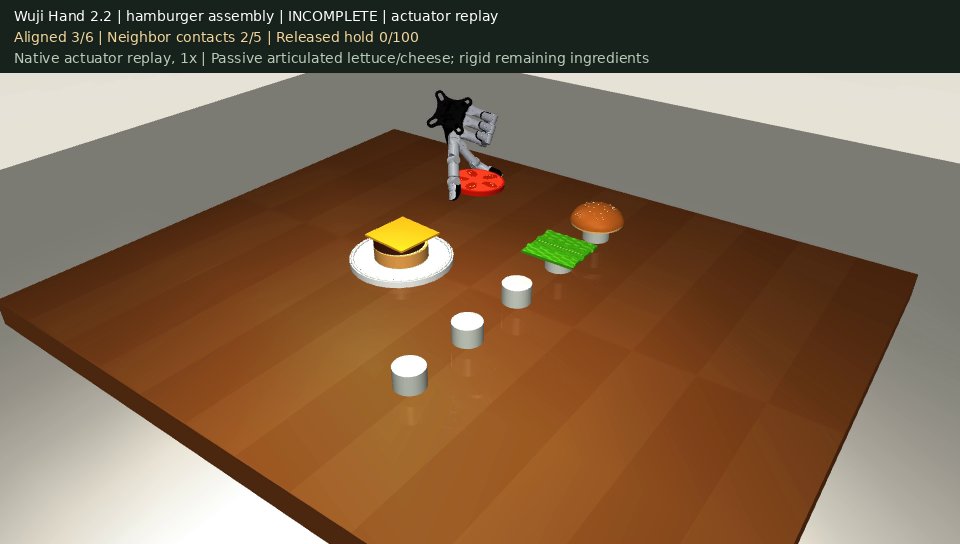 Wuji Hand 2.2 | hamburger assembly | INCOMPLETE | actuator replay
Aligned 3/6 | Neighbor contacts 2/5 | Released hold 0/100
Native actuator replay, 1x | Passive articulated lettuce/cheese; rigid remaining ingredients